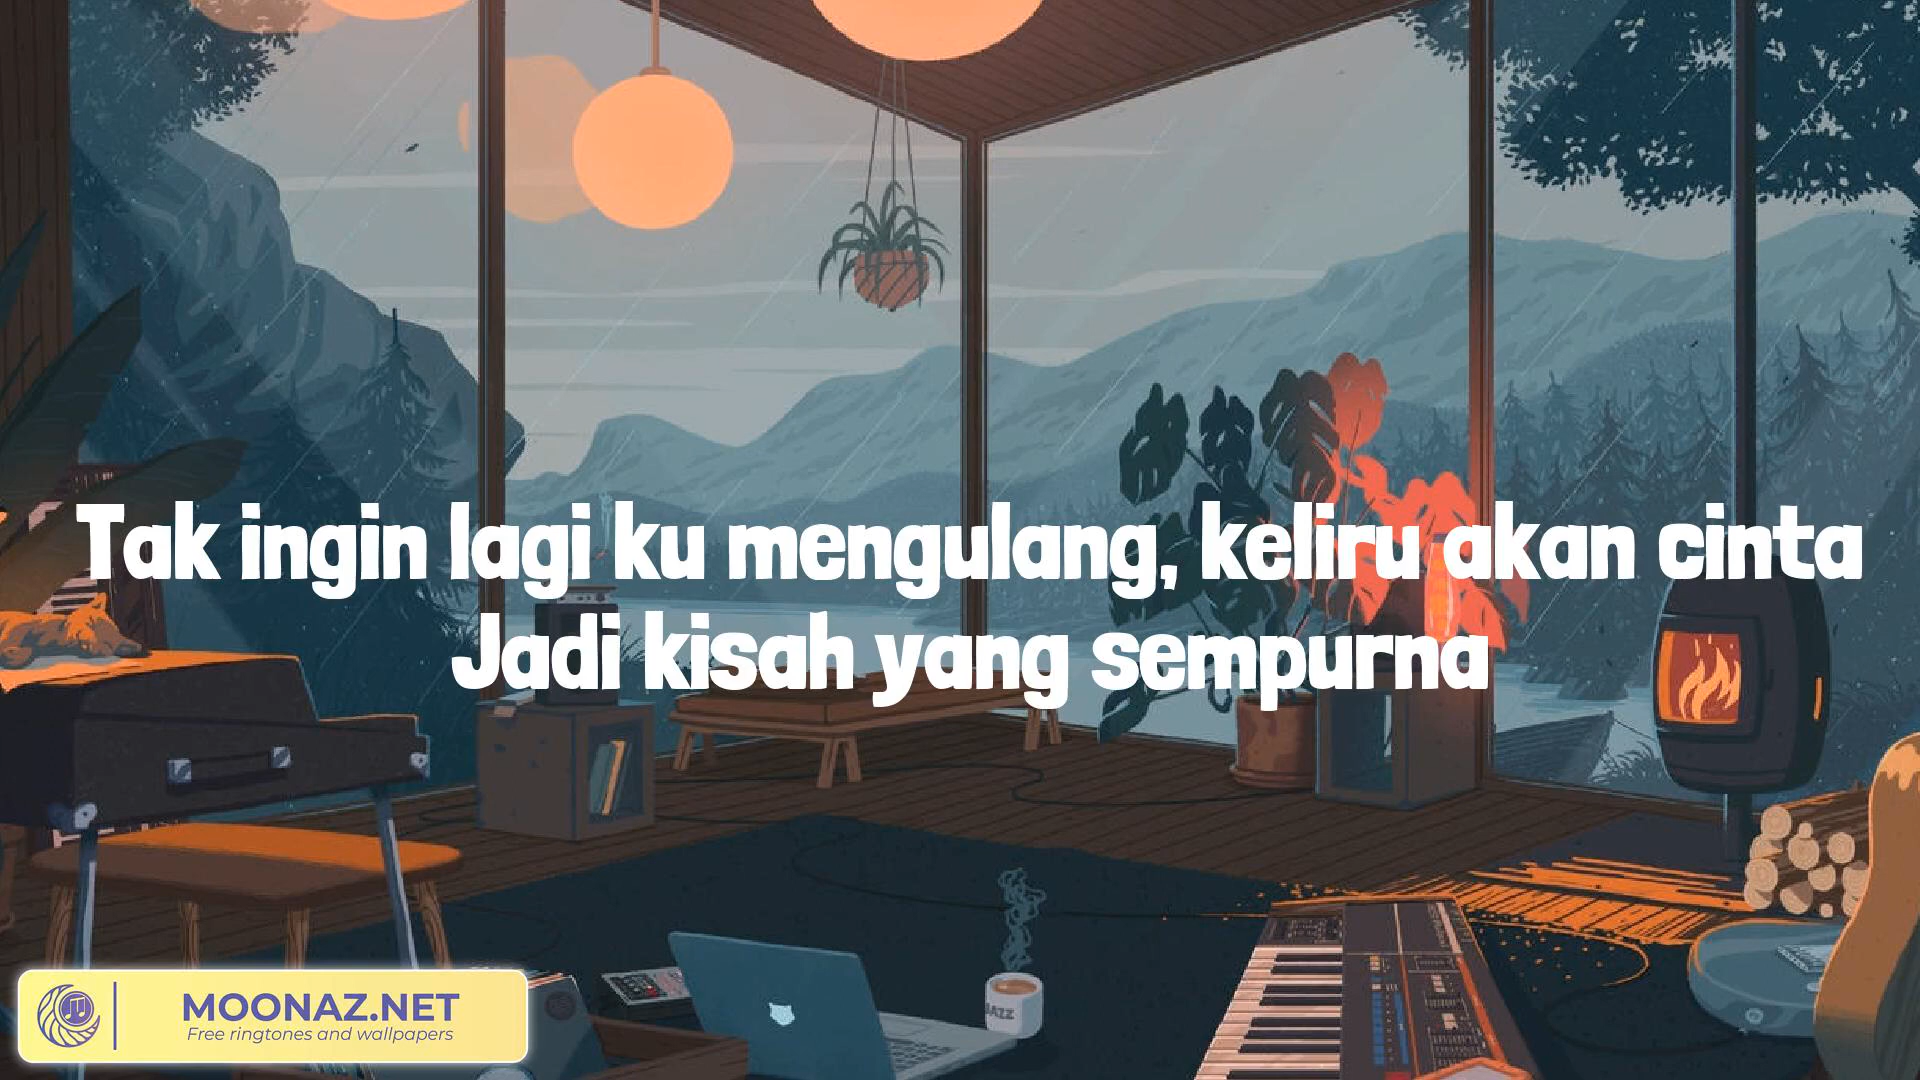 Tak ingin lagi ku mengulang, keliru akan cinta
Jadi kisah yang sempurna
JAZZ
MOONAZ.NET
Free ringtones and wallpapers